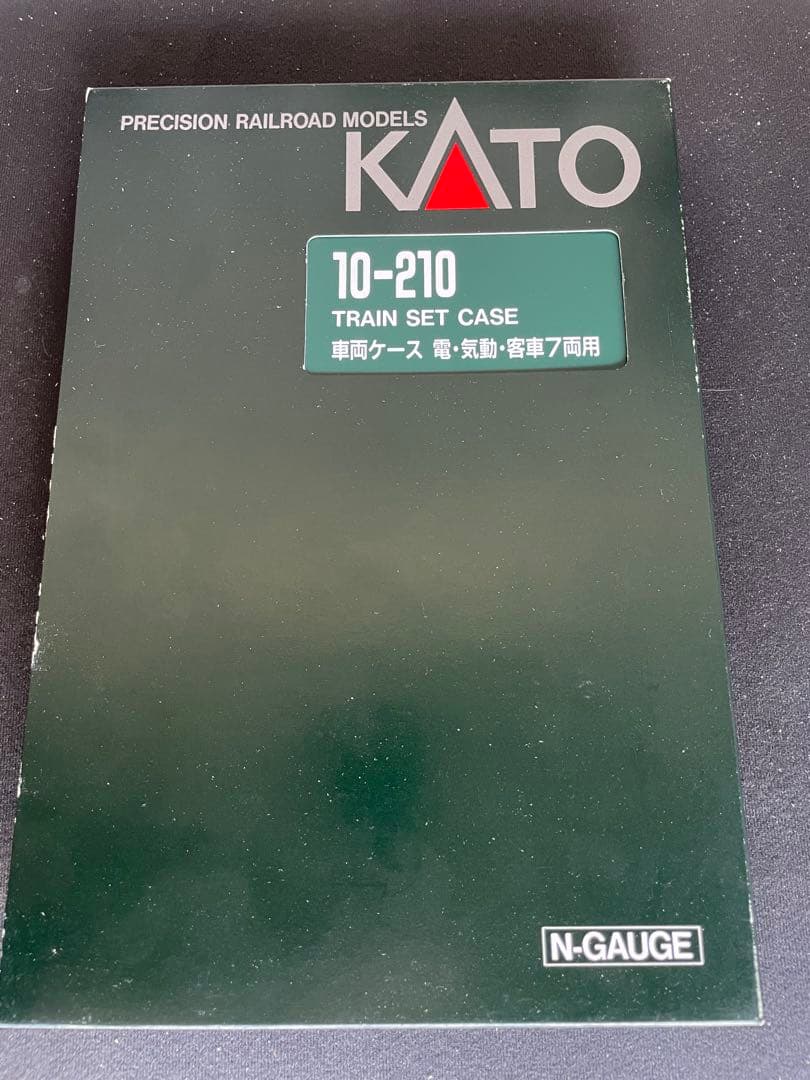 PRECISION RAILROAD MODELS
KATO
10-210
TRAIN SET CASE
車両ケース 電・気動・客車7両用
N-GAUGE